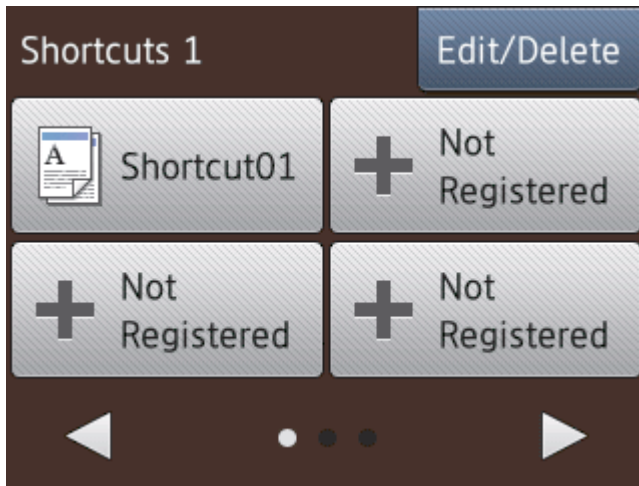 Shortcuts 1
Edit/Delete
A
Shortcut01
Not
Registered
Not
Registered
Not
Registered